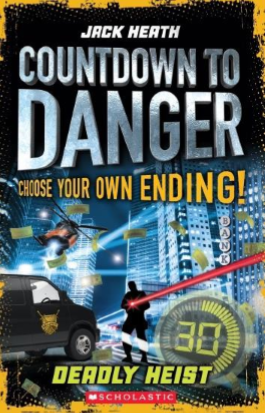 JACK HEATH
COUNTDOWN TO
DANGER
CHOOSE YOUR OWN ENDING!
BANK
30
DEADLY HEIST
SCHOLASTIC